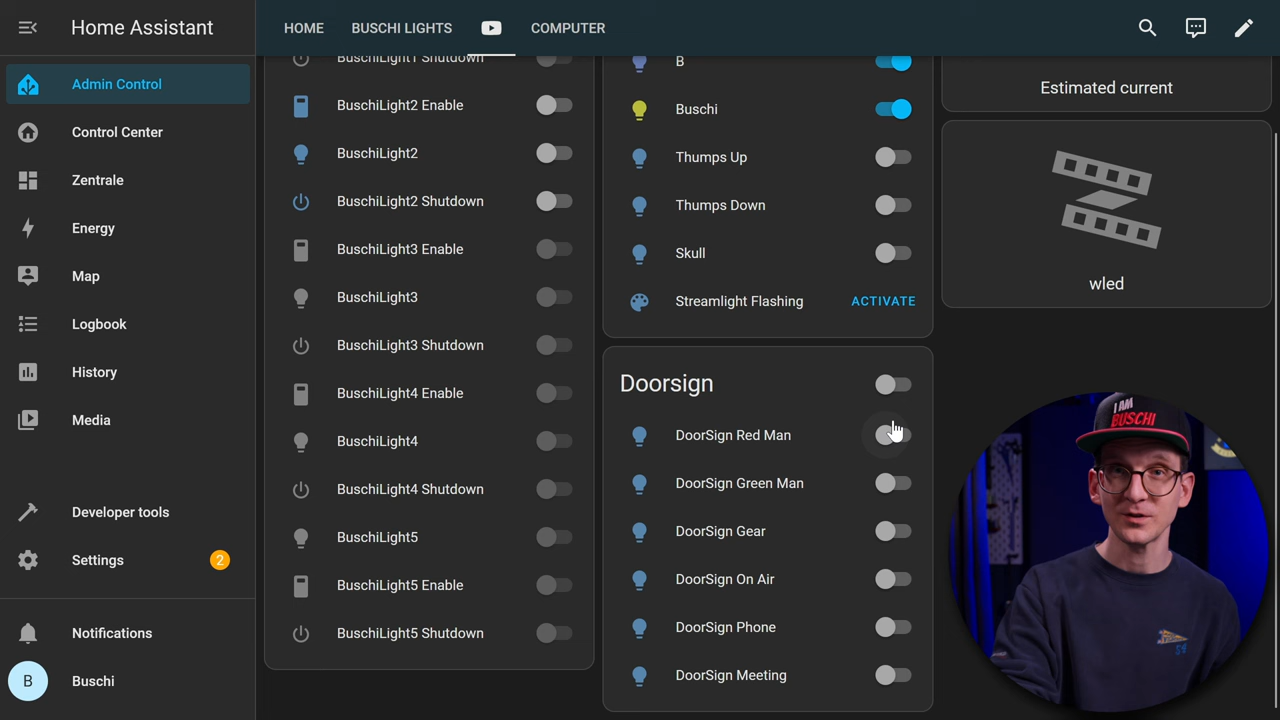 Home Assistant
HOME
BUSCHI LIGHTS
COMPUTER
Admin Control
Control Center
Zentrale
Energy
Map
Logbook
History
Media
Developer tools
Settings
2
Notifications
B
Buschi
BuschiLight1 Shutdown
BuschiLight2 Enable
BuschiLight2
BuschiLight2 Shutdown
BuschiLight3 Enable
BuschiLight3
BuschiLight3 Shutdown
BuschiLight4 Enable
BuschiLight4
BuschiLight4 Shutdown
BuschiLight5
BuschiLight5 Enable
BuschiLight5 Shutdown
B
Buschi
Thumps Up
Thumps Down
Skull
Streamlight Flashing
ACTIVATE
Doorsign
DoorSign Red Man
DoorSign Green Man
DoorSign Gear
DoorSign On Air
DoorSign Phone
DoorSign Meeting
Estimated current
wled
I AM
BUSCHI